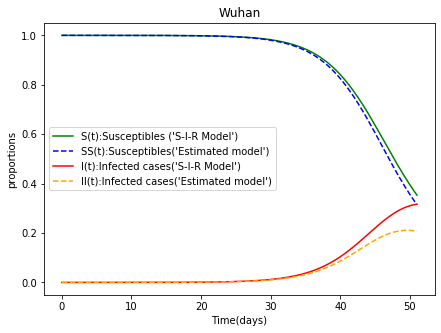 Wuhan
1.0
0.8
0.6
0.4
0.2
0.0
proportions
S(t):Susceptibles ('S-I-R Model')
SS(t):Susceptibles('Estimated model')
I(t):Infected cases('S-I-R Model')
II(t):Infected cases('Estimated model')
0 10 20 30 40 50
Time(days)